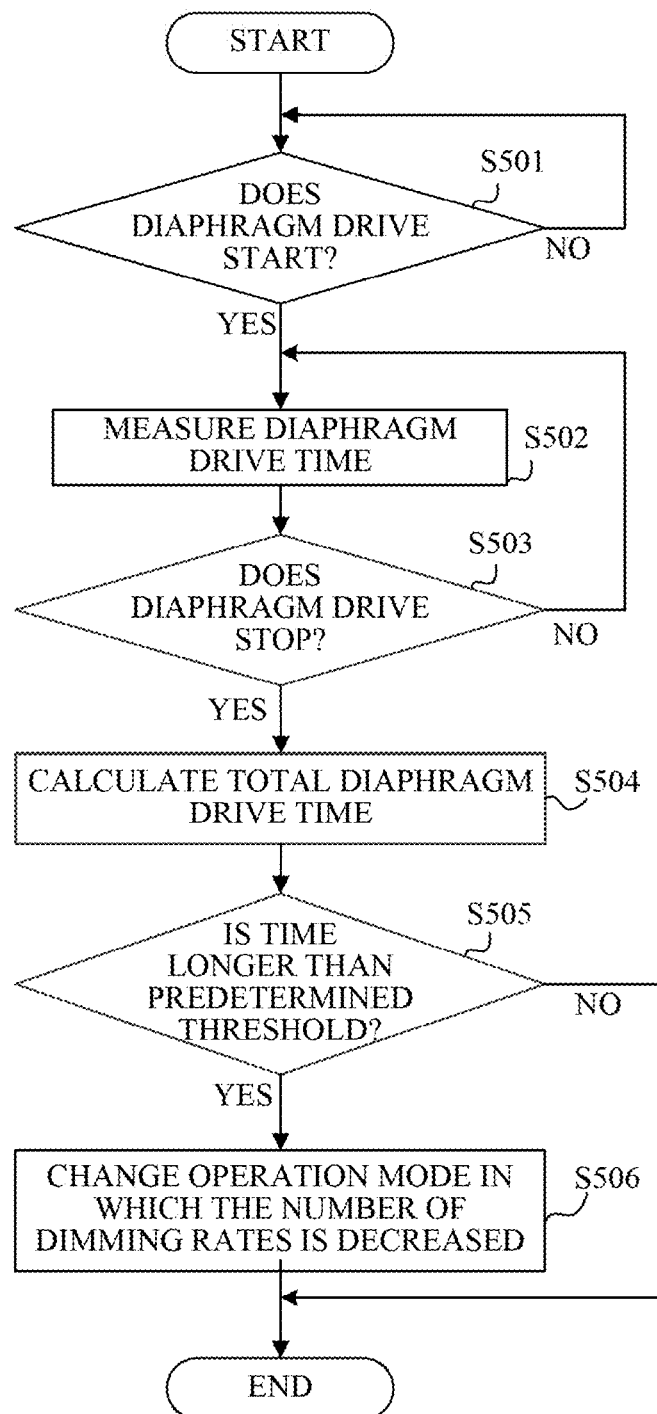 START
S501
DOES
DIAPHRAGM DRIVE
START?
NO
YES
MEASURE DIAPHRAGM
DRIVE TIME
S502
S503
DOES
DIAPHRAGM DRIVE
STOP?
NO
YES
CALCULATE TOTAL DIAPHRAGM
DRIVE TIME
S504
S505
IS TIME
LONGER THAN
PREDETERMINED
THRESHOLD?
NO
YES
CHANGE OPERATION MODE IN
WHICH THE NUMBER OF
DIMMING RATES IS DECREASED
S506
END